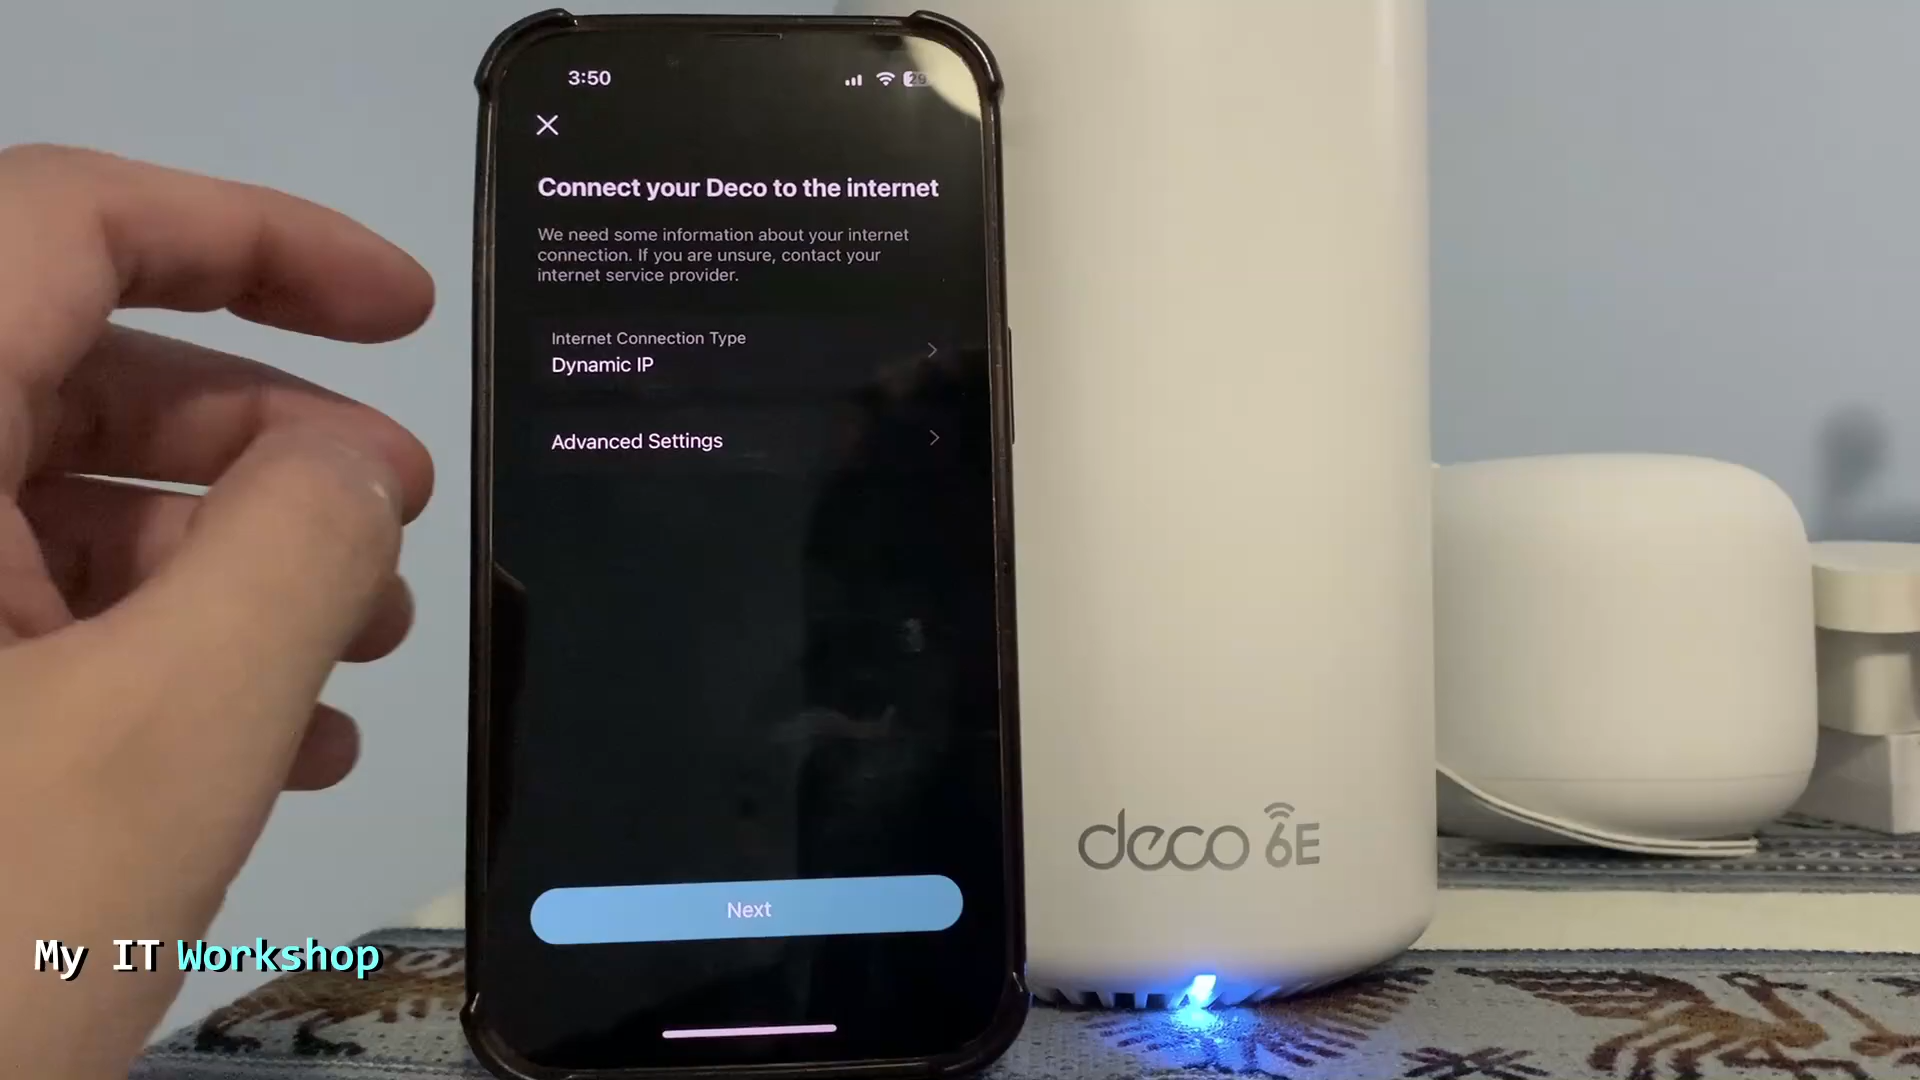 3:50
29
Connect your Deco to the internet
We need some information about your internet
connection. If you are unsure, contact your
internet service provider.
Internet Connection Type
Dynamic IP
Advanced Settings
Next
deco 6E
My IT Workshop